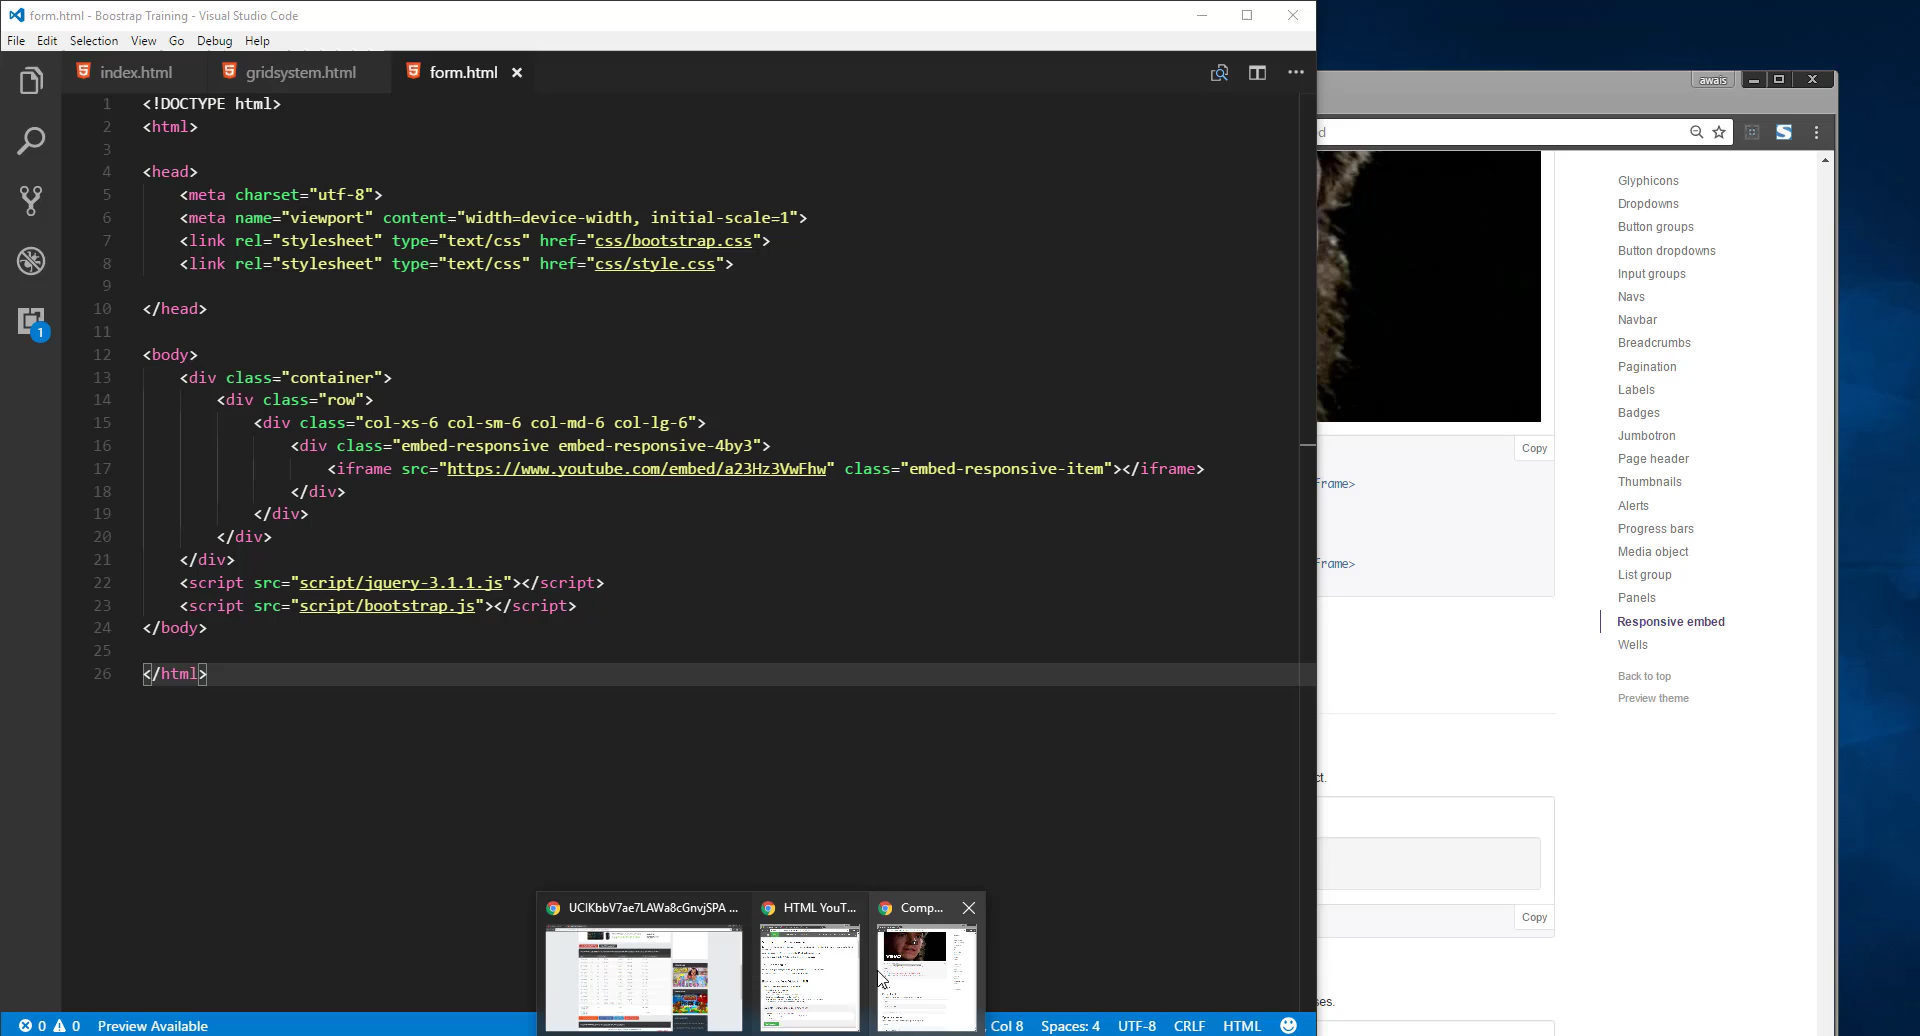 form.html - Boostrap Training - Visual Studio Code
File Edit Selection View Go Debug Help
index.html gridsystem.html form.html
1 <!DOCTYPE html>
2 <html>
3
4 <head>
5 <meta charset="utf-8">
6 <meta name="viewport" content="width=device-width, initial-scale=1">
7 <link rel="stylesheet" type="text/css" href="css/bootstrap.css">
8 <link rel="stylesheet" type="text/css" href="css/style.css">
9
10 </head>
11
12 <body>
13 <div class="container">
14 <div class="row">
15 <div class="col-xs-6 col-sm-6 col-md-6 col-lg-6">
16 <div class="embed-responsive embed-responsive-4by3">
17 <iframe src="https://www.youtube.com/embed/a23Hz3VwFhw" class="embed-responsive-item"></iframe>
18 </div>
19 </div>
20 </div>
21 </div>
22 <script src="script/jquery-3.1.1.js"></script>
23 <script src="script/bootstrap.js"></script>
24 </body>
25
26 </html>
1
UCIKbbV7ae7LAWa8cGnvjSPA ...
HTML YouT...
Comp...
0 0 Preview Available
Col 8 Spaces: 4 UTF-8 CRLF HTML
awais
d
Copy
frame>
frame>
ct.
Copy
ses.
Glyphicons
Dropdowns
Button groups
Button dropdowns
Input groups
Navs
Navbar
Breadcrumbs
Pagination
Labels
Badges
Jumbotron
Page header
Thumbnails
Alerts
Progress bars
Media object
List group
Panels
Responsive embed
Wells
Back to top
Preview theme